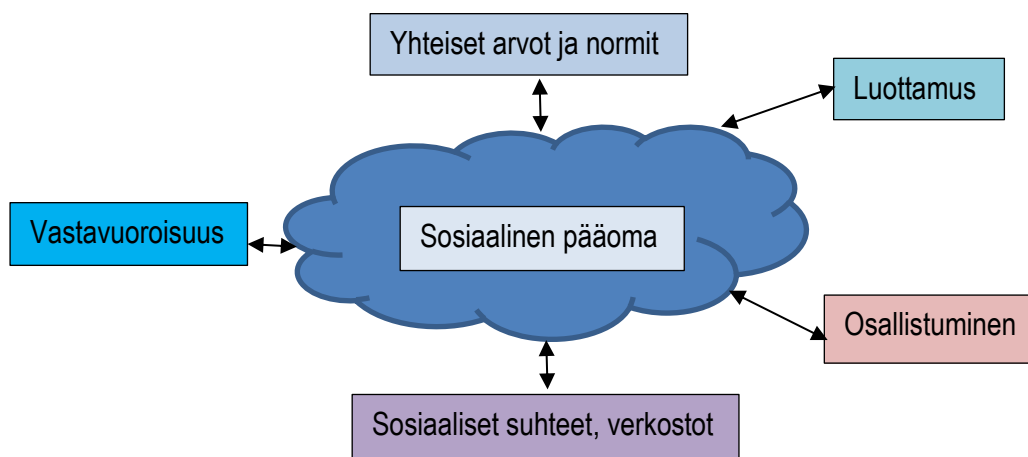 Yhteiset arvot ja normit
Luottamus
Vastavuoroisuus
Sosiaalinen pääoma
Osallistuminen
Sosiaaliset suhteet, verkostot